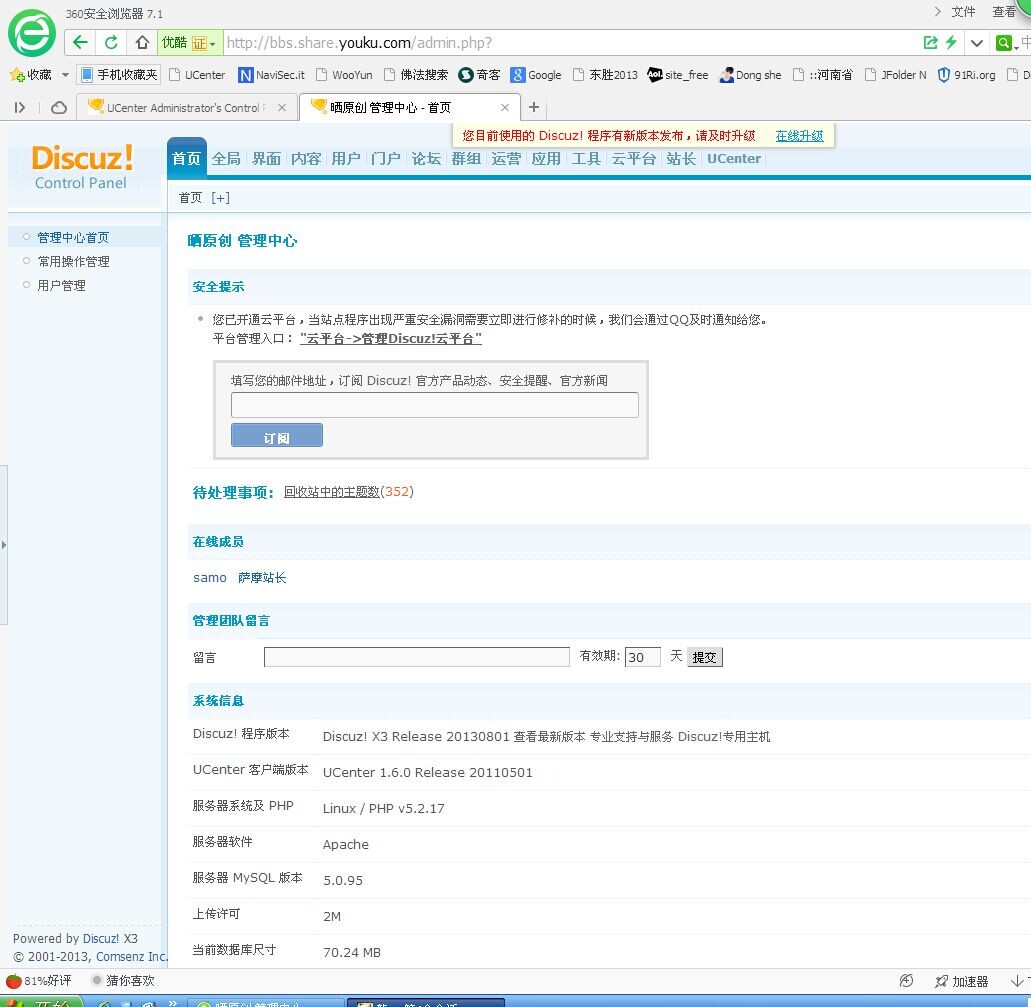 360安全浏览器 7.1
文件 查看
优酷 证 http://bbs.share.youku.com/admin.php?
收藏 手机收藏夹 UCenter NaviSec.it WooYun 佛法搜索 奇客 Google 东胜2013 site_free Dong she ::河南省 JFolder N 91Ri.org
UCenter Administrator's Control 晒原创 管理中心 - 首页
您目前使用的 Discuz! 程序有新版本发布，请及时升级 在线升级
Discuz!
Control Panel
首页 全局 界面 内容 用户 门户 论坛 群组 运营 应用 工具 云平台 站长 UCenter
首页 [+]
管理中心首页
常用操作管理
用户管理
晒原创 管理中心
安全提示
您已开通云平台，当站点程序出现严重安全漏洞需要立即进行修补的时候，我们会通过QQ及时通知给您。
平台管理入口： "云平台->管理Discuz!云平台"
填写您的邮件地址，订阅 Discuz! 官方产品动态、安全提醒、官方新闻
订阅
待处理事项: 回收站中的主题数(352)
在线成员
samo 萨摩站长
管理团队留言
留言 有效期: 30 天 提交
系统信息
Discuz! 程序版本 Discuz! X3 Release 20130801 查看最新版本 专业支持与服务 Discuz!专用主机
UCenter 客户端版本 UCenter 1.6.0 Release 20110501
服务器系统及 PHP Linux / PHP v5.2.17
服务器软件 Apache
服务器 MySQL 版本 5.0.95
上传许可 2M
当前数据库尺寸 70.24 MB
Powered by Discuz! X3
© 2001-2013, Comsenz Inc.
81%好评 猜你喜欢 加速器